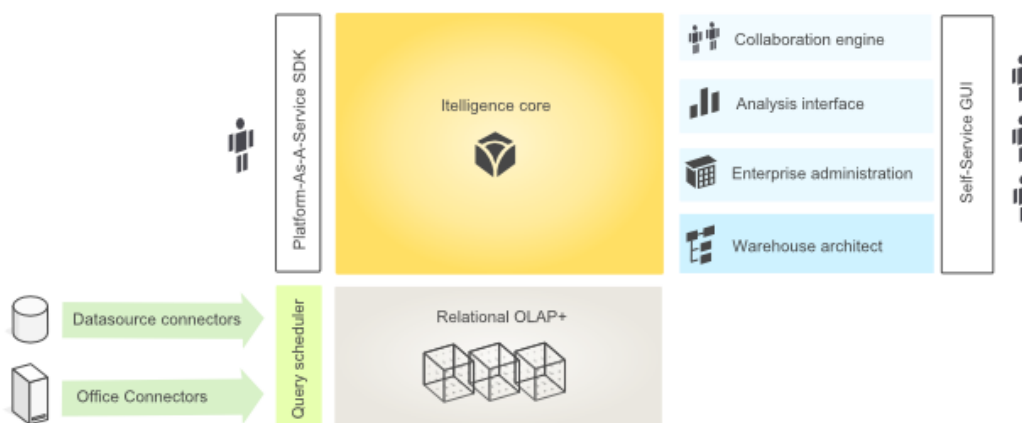 Platform-As-A-Service SDK
Itelligence core
Collaboration engine
Analysis interface
Enterprise administration
Warehouse architect
Self-Service GUI
Datasource connectors
Office Connectors
Query scheduler
Relational OLAP+